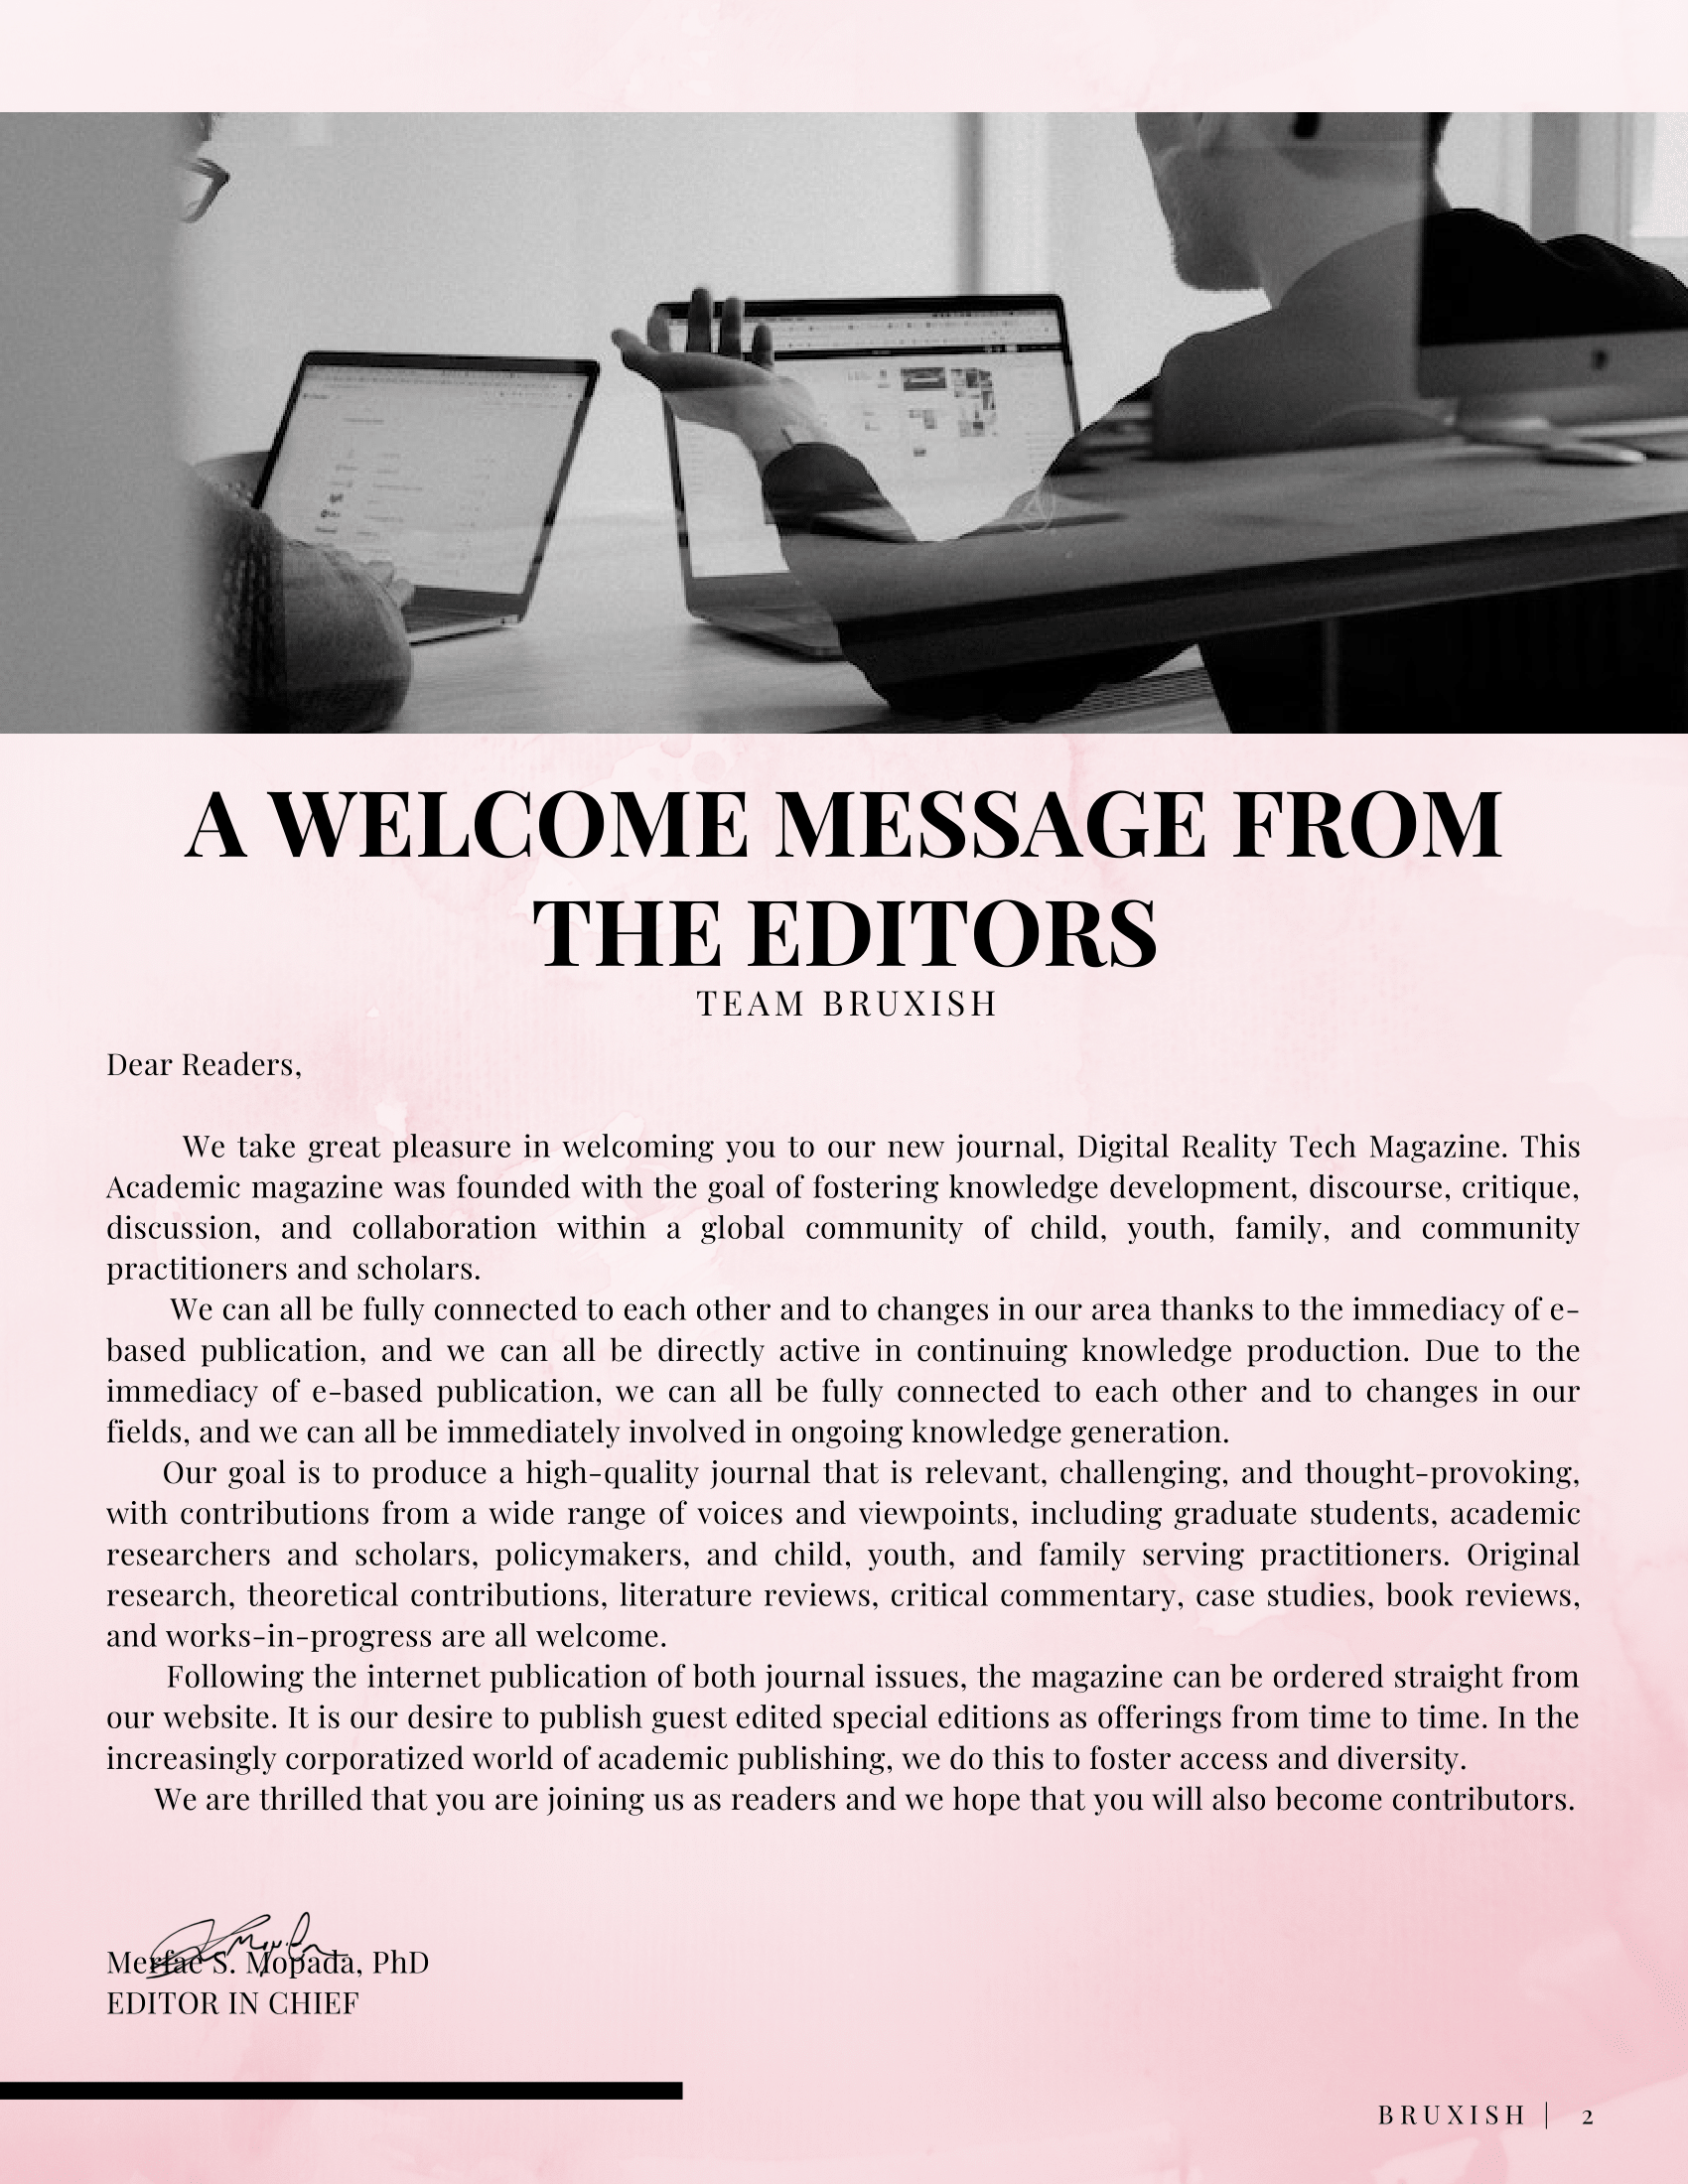 A WELCOME MESSAGE FROM
THE EDITORS
TEAM BRUXISH
Dear Readers,
We take great pleasure in welcoming you to our new journal, Digital Reality Tech Magazine. This
Academic magazine was founded with the goal of fostering knowledge development, discourse, critique,
discussion, and collaboration within a global community of child, youth, family, and community
practitioners and scholars.
We can all be fully connected to each other and to changes in our area thanks to the immediacy of e-
based publication, and we can all be directly active in continuing knowledge production. Due to the
immediacy of e-based publication, we can all be fully connected to each other and to changes in our
fields, and we can all be immediately involved in ongoing knowledge generation.
Our goal is to produce a high-quality journal that is relevant, challenging, and thought-provoking,
with contributions from a wide range of voices and viewpoints, including graduate students, academic
researchers and scholars, policymakers, and child, youth, and family serving practitioners. Original
research, theoretical contributions, literature reviews, critical commentary, case studies, book reviews,
and works-in-progress are all welcome.
Following the internet publication of both journal issues, the magazine can be ordered straight from
our website. It is our desire to publish guest edited special editions as offerings from time to time. In the
increasingly corporatized world of academic publishing, we do this to foster access and diversity.
We are thrilled that you are joining us as readers and we hope that you will also become contributors.
Merfae S. Mopada, PhD
EDITOR IN CHIEF
BRUXISH | 2